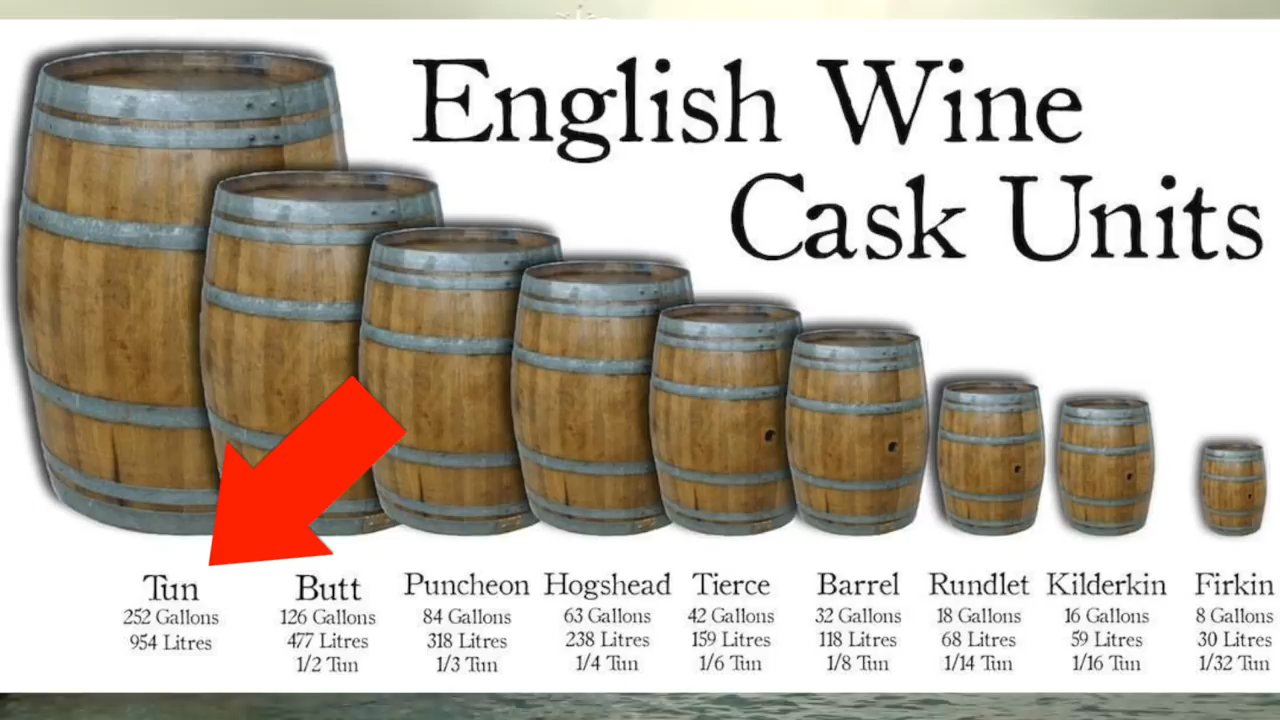 English Wine
Cask Units
Tun
252 Gallons
954 Litres
Butt
126 Gallons
477 Litres
1/2 Tun
Puncheon
84 Gallons
318 Litres
1/3 Tun
Hogshead
63 Gallons
238 Litres
1/4 Tun
Tierce
42 Gallons
159 Litres
1/6 Tun
Barrel
32 Gallons
118 Litres
1/8 Tun
Rundlet
18 Gallons
68 Litres
1/14 Tun
Kilderkin
16 Gallons
59 Litres
1/16 Tun
Firkin
8 Gallons
30 Litres
1/32 Tun